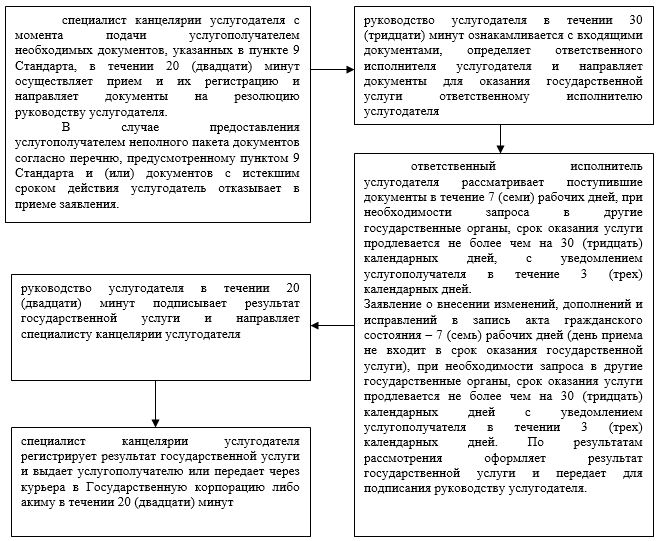 специалист канцелярии услугодателя с
момента подачи услугополучателем
необходимых документов, указанных в пункте 9
Стандарта, в течении 20 (двадцати) минут
осуществляет прием и их регистрацию и
направляет документы на резолюцию
руководству услугодателя.
В случае предоставления
услугополучателем неполного пакета документов
согласно перечню, предусмотренному пунктом 9
Стандарта и (или) документов с истекшим
сроком действия услугодатель отказывает в
приеме заявления.
руководство услугодателя в течении 30
(тридцати) минут ознакамливается с входящими
документами, определяет ответственного
исполнителя услугодателя и направляет
документы для оказания государственной
услуги ответственному исполнителю
услугодателя
ответственный исполнитель
услугодателя рассматривает поступившие
документы в течение 7 (семи) рабочих дней, при
необходимости запроса в другие
государственные органы, срок оказания услуги
продлевается не более чем на 30 (тридцать)
календарных дней, с уведомлением
услугополучателя в течение 3 (трех)
календарных дней.
Заявление о внесении изменений, дополнений и
исправлений в запись акта гражданского
состояния – 7 (семь) рабочих дней (день приема
не входит в срок оказания государственной
услуги), при необходимости запроса в другие
государственные органы, срок оказания услуги
продлевается не более чем на 30 (тридцать)
календарных дней с уведомлением
услугополучателя в течении 3 (трех)
календарных дней. По результатам
рассмотрения оформляет результат
государственной услуги и передает для
подписания руководству услугодателя.
руководство услугодателя в течении 20
(двадцати) минут подписывает результат
государственной услуги и направляет
специалисту канцелярии услугодателя
специалист канцелярии услугодателя
регистрирует результат государственной услуги
и выдает услугополучателю или передает через
курьера в Государственную корпорацию либо
акиму в течении 20 (двадцати) минут